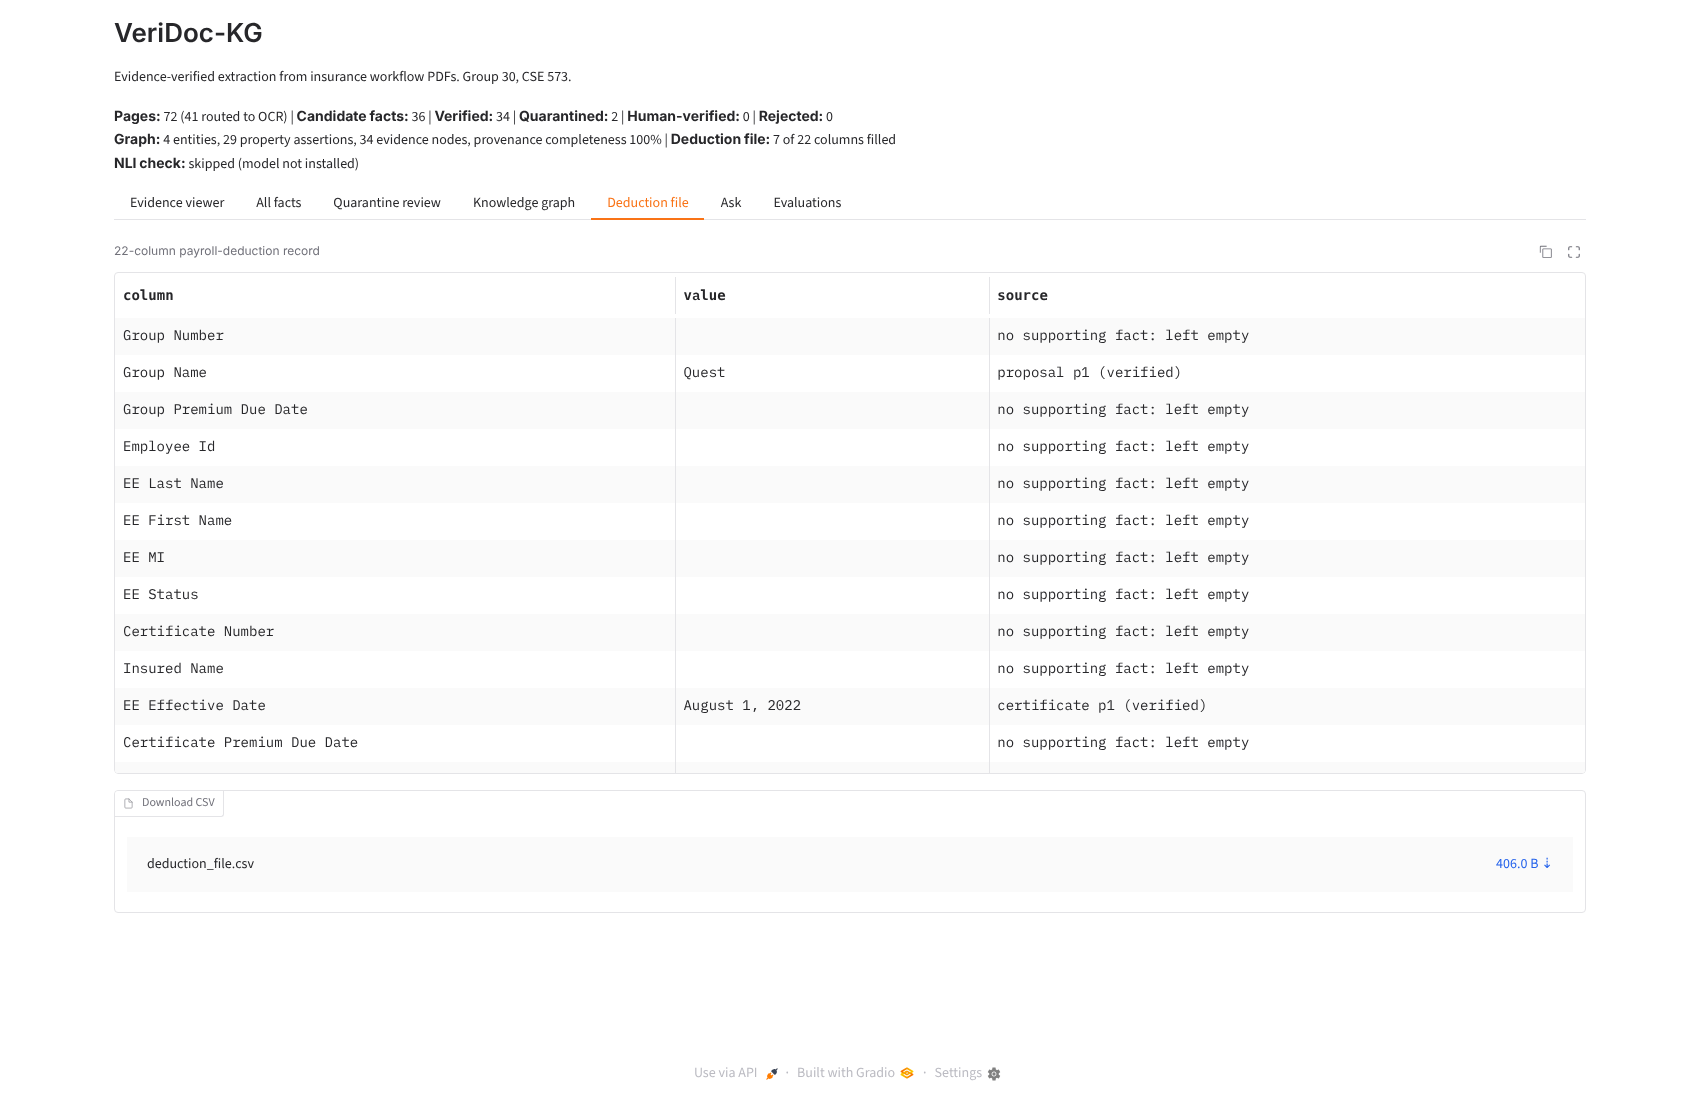 VeriDoc-KG
Evidence-verified extraction from insurance workflow PDFs. Group 30, CSE 573.
Pages: 72 (41 routed to OCR) | Candidate facts: 36 | Verified: 34 | Quarantined: 2 | Human-verified: 0 | Rejected: 0
Graph: 4 entities, 29 property assertions, 34 evidence nodes, provenance completeness 100% | Deduction file: 7 of 22 columns filled
NLI check: skipped (model not installed)
Evidence viewer All facts Quarantine review Knowledge graph Deduction file Ask Evaluations
22-column payroll-deduction record
column value source
Group Number no supporting fact: left empty
Group Name Quest proposal p1 (verified)
Group Premium Due Date no supporting fact: left empty
Employee Id no supporting fact: left empty
EE Last Name no supporting fact: left empty
EE First Name no supporting fact: left empty
EE MI no supporting fact: left empty
EE Status no supporting fact: left empty
Certificate Number no supporting fact: left empty
Insured Name no supporting fact: left empty
EE Effective Date August 1, 2022 certificate p1 (verified)
Certificate Premium Due Date no supporting fact: left empty
Download CSV
deduction_file.csv 406.0 B ⇣
Use via API · Built with Gradio · Settings